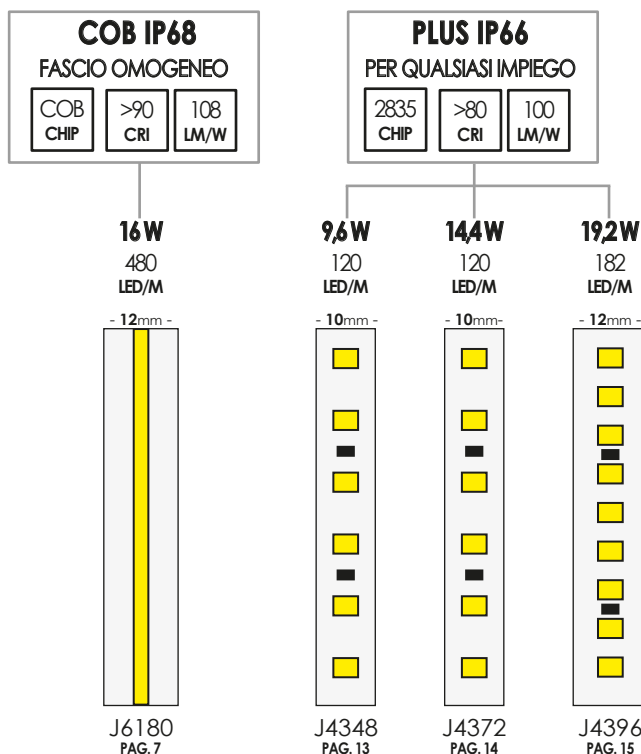 COB IP68
FASCIO OMOGENEO
COB
CHIP
>90
CRI
108
LM/W
PLUS IP66
PER QUALSIASI IMPIEGO
2835
CHIP
>80
CRI
100
LM/W
16W
480
LED/M
- 12mm -
J6180
PAG. 7
9,6W
120
LED/M
- 10mm -
J4348
PAG. 13
14,4W
120
LED/M
- 10mm-
J4372
PAG. 14
19,2W
182
LED/M
- 12mm -
J4396
PAG. 15